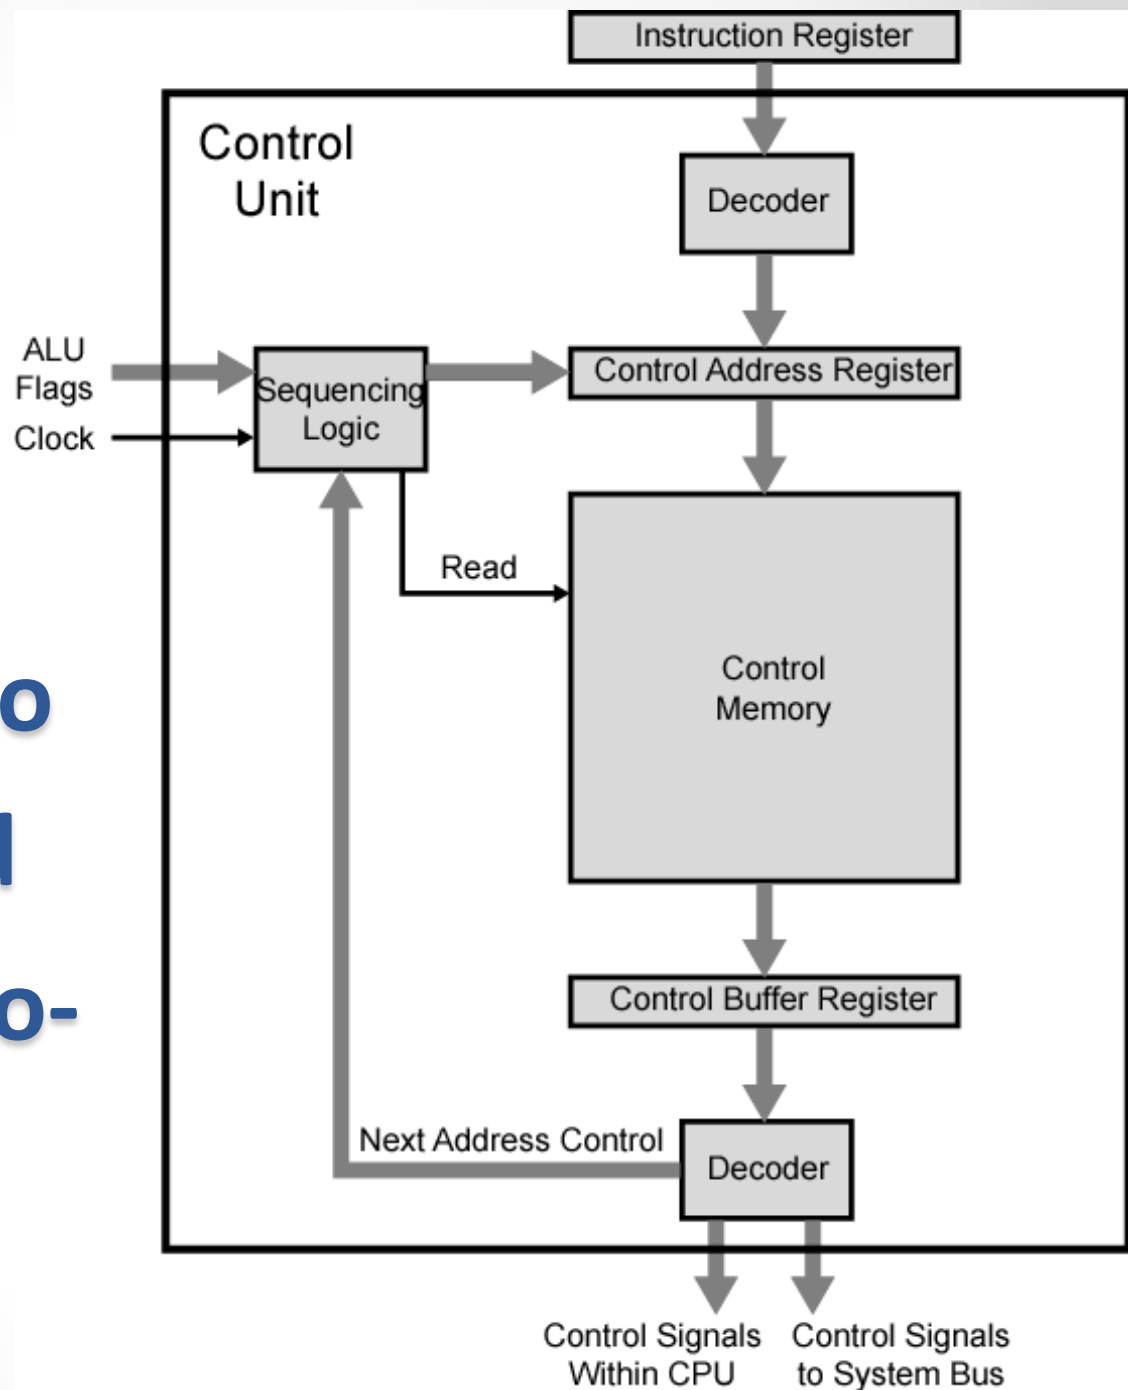 Instruction Register
Control
Unit
Decoder
ALU
Flags
Clock
Sequencing
Logic
Control Address Register
Read
Control
Memory
Control Buffer Register
Next Address Control
Decoder
Control Signals
Within CPU
Control Signals
to System Bus